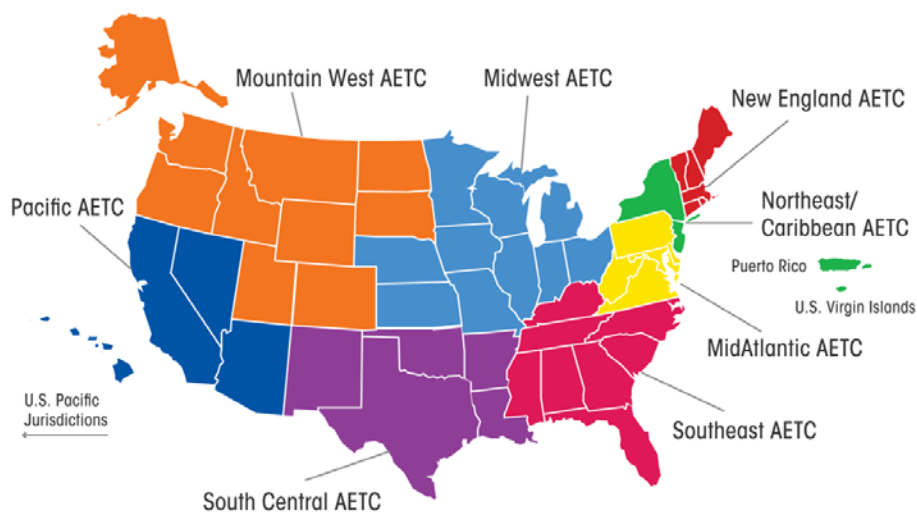 Mountain West AETC
Midwest AETC
New England AETC
Pacific AETC
Northeast/
Caribbean AETC
Puerto Rico
U.S. Virgin Islands
MidAtlantic AETC
U.S. Pacific
Jurisdictions
Southeast AETC
South Central AETC